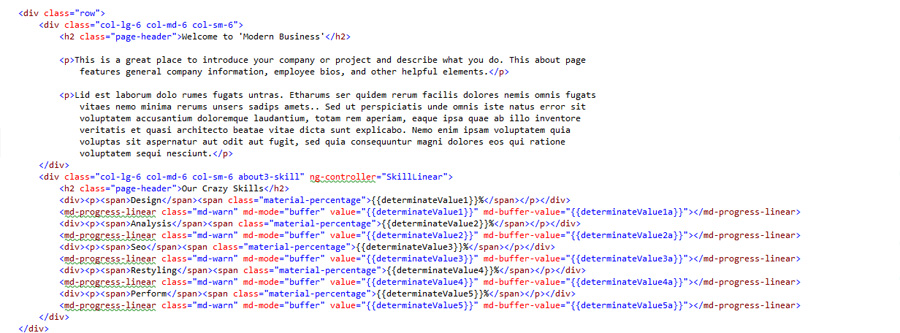 <div class="row">
<div class="col-lg-6 col-md-6 col-sm-6">
<h2 class="page-header">Welcome to 'Modern Business'</h2>
<p>This is a great place to introduce your company or project and describe what you do. This about page
features general company information, employee bios, and other helpful elements.</p>
<p>Lid est laborum dolo rumes fugats untras. Etharums ser quidem rerum facilis dolores nemis omnis fugats
vitaes nemo minima rerums unsers sadips amets.. Sed ut perspiciatis unde omnis iste natus error sit
voluptatem accusantium doloremque laudantium, totam rem aperiam, eaque ipsa quae ab illo inventore
veritatis et quasi architecto beatae vitae dicta sunt explicabo. Nemo enim ipsam voluptatem quia
voluptas sit aspernatur aut odit aut fugit, sed quia consequuntur magni dolores eos qui ratione
voluptatem sequi nesciunt.</p>
</div>
<div class="col-lg-6 col-md-6 col-sm-6 about3-skill" ng-controller="SkillLinear">
<h2 class="page-header">Our Crazy Skills</h2>
<div><p><span>Design</span><span class="material-percentage">{{determinateValue1}}%</span></p></div>
<md-progress-linear class="md-warn" md-mode="buffer" value="{{determinateValue1}}" md-buffer-value="{{determinateValue1a}}"></md-progress-linear>
<div><p><span>Analysis</span><span class="material-percentage">{{determinateValue2}}%</span></p></div>
<md-progress-linear class="md-warn" md-mode="buffer" value="{{determinateValue2}}" md-buffer-value="{{determinateValue2a}}"></md-progress-linear>
<div><p><span>Seo</span><span class="material-percentage">{{determinateValue3}}%</span></p></div>
<md-progress-linear class="md-warn" md-mode="buffer" value="{{determinateValue3}}" md-buffer-value="{{determinateValue3a}}"></md-progress-linear>
<div><p><span>Restyling</span><span class="material-percentage">{{determinateValue4}}%</span></p></div>
<md-progress-linear class="md-warn" md-mode="buffer" value="{{determinateValue4}}" md-buffer-value="{{determinateValue4a}}"></md-progress-linear>
<div><p><span>Perform</span><span class="material-percentage">{{determinateValue5}}%</span></p></div>
<md-progress-linear class="md-warn" md-mode="buffer" value="{{determinateValue5}}" md-buffer-value="{{determinateValue5a}}"></md-progress-linear>
</div>
</div>